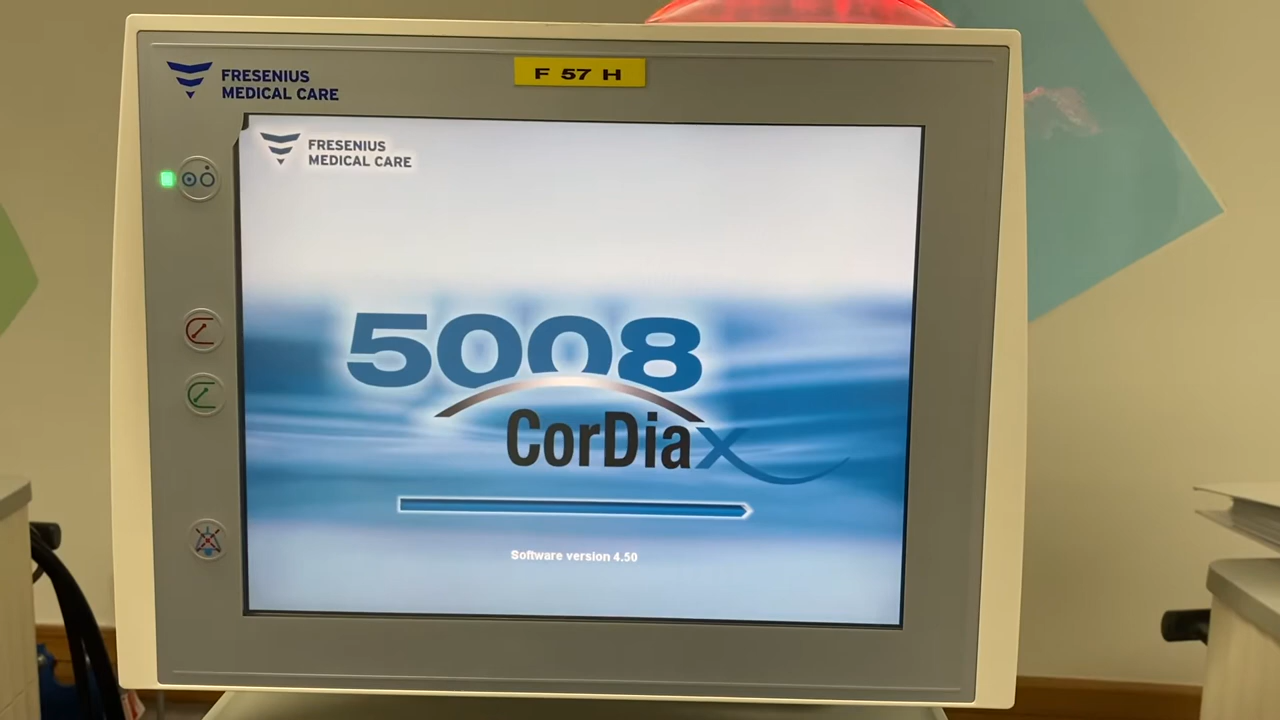 FRESENIUS
MEDICAL CARE
F 57 H
FRESENIUS
MEDICAL CARE
5008
CorDiax
Software version 4.50